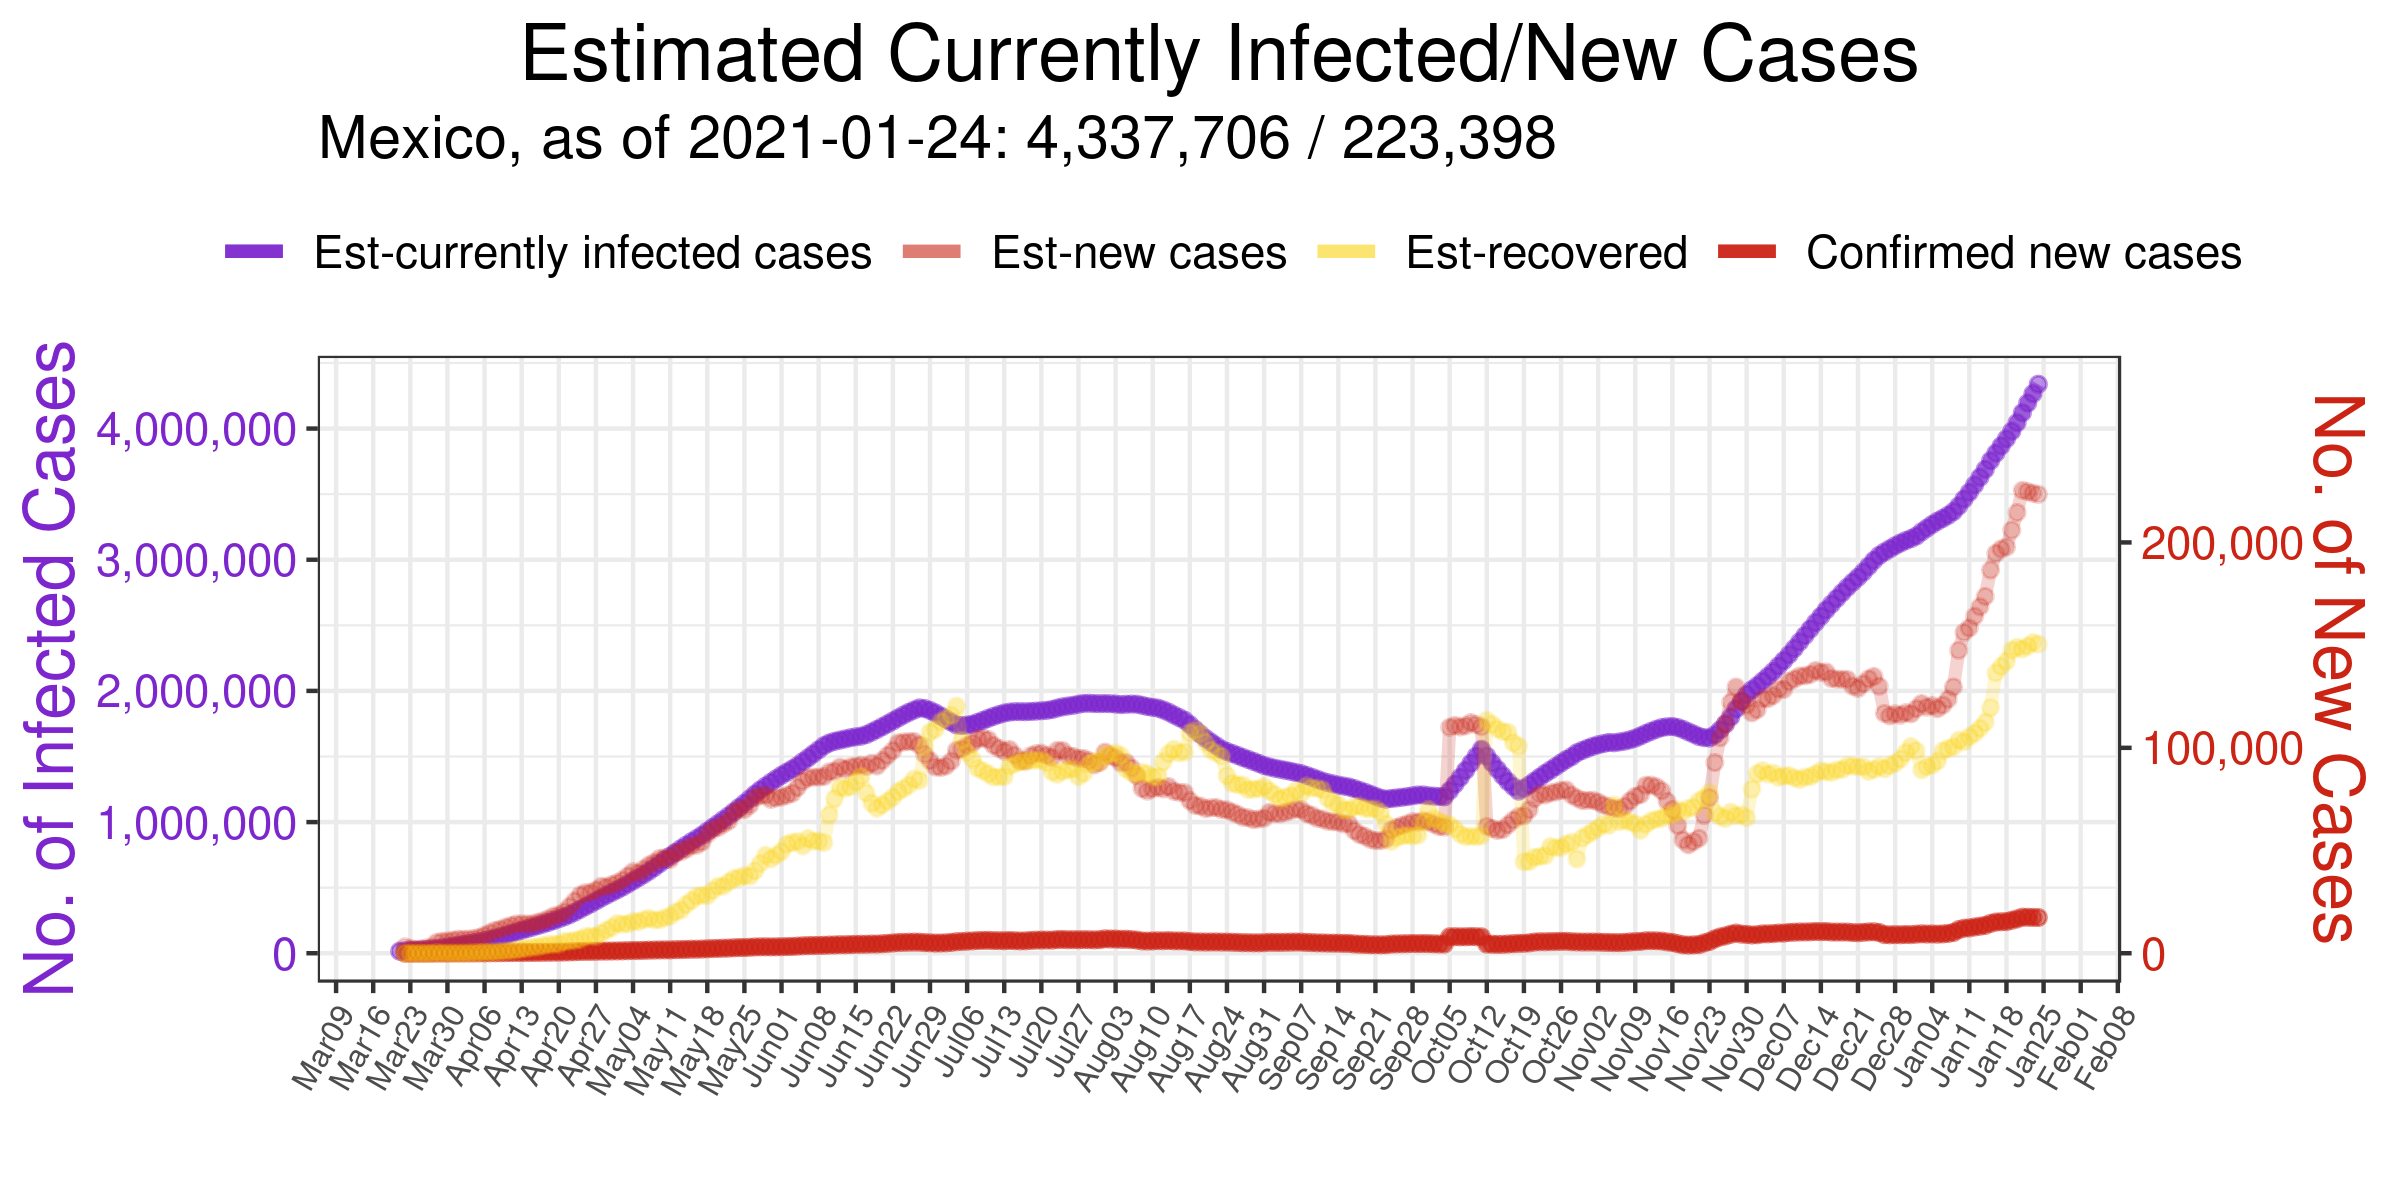 Estimated Currently Infected/New Cases
Mexico, as of 2021-01-24: 4,337,706 / 223,398
Est-currently infected cases Est-new cases Est-recovered Confirmed new cases
No. of Infected Cases
4,000,000
3,000,000
2,000,000
1,000,000
0
200,000
100,000
0
No. of New Cases
Mar09 Mar16 Mar23 Mar30 Apr06 Apr13 Apr20 Apr27 May04 May11 May18 May25 Jun01 Jun08 Jun15 Jun22 Jun29 Jul06 Jul13 Jul20 Jul27 Aug03 Aug10 Aug17 Aug24 Aug31 Sep07 Sep14 Sep21 Sep28 Oct05 Oct12 Oct19 Oct26 Nov02 Nov09 Nov16 Nov23 Nov30 Dec07 Dec14 Dec21 Dec28 Jan04 Jan11 Jan18 Jan25 Feb01 Feb08